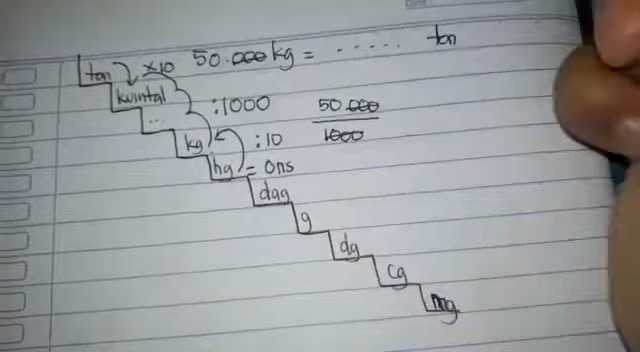 50.000 kg = ..... ton
ton x10
kwintal :1000 50.000
... 1000
kg :10
hg = ons
dag
g
dg
cg
mg